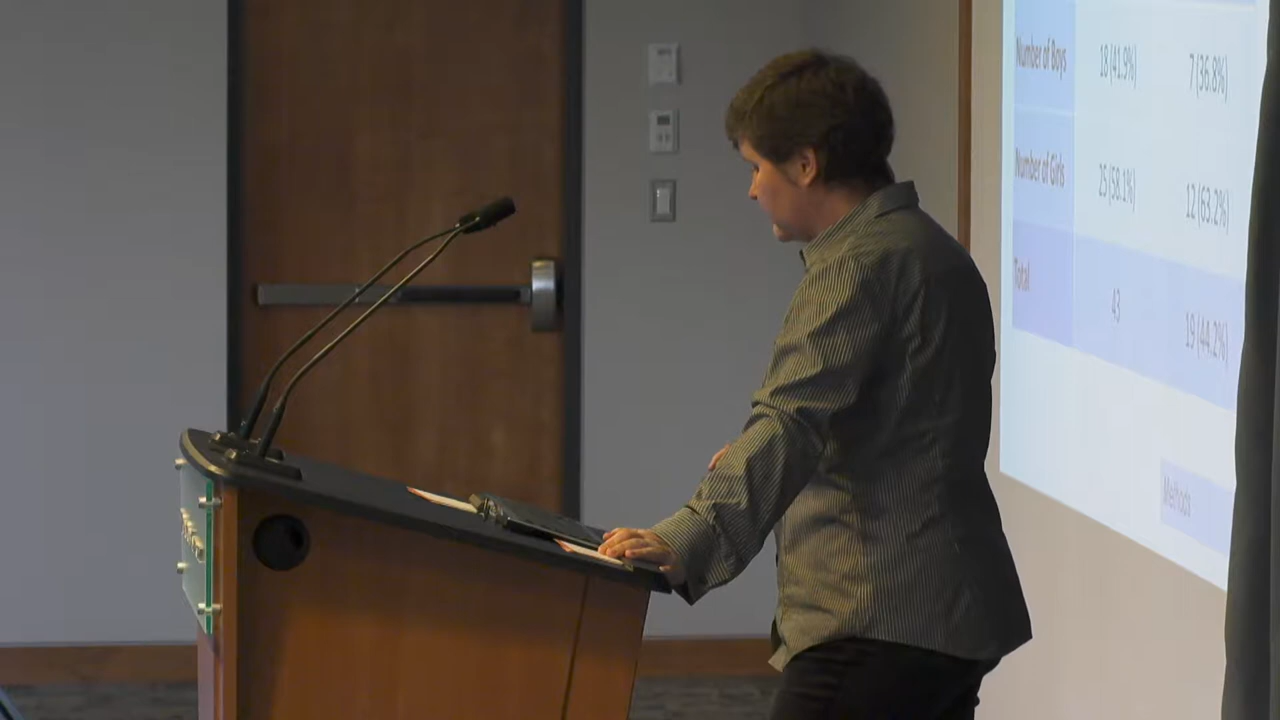 Number of Boys 18 (41.9%) 7 (36.8%)
Number of Girls 25 (58.1%) 12 (63.2%)
Total 43 19 (44.2%)
Methods